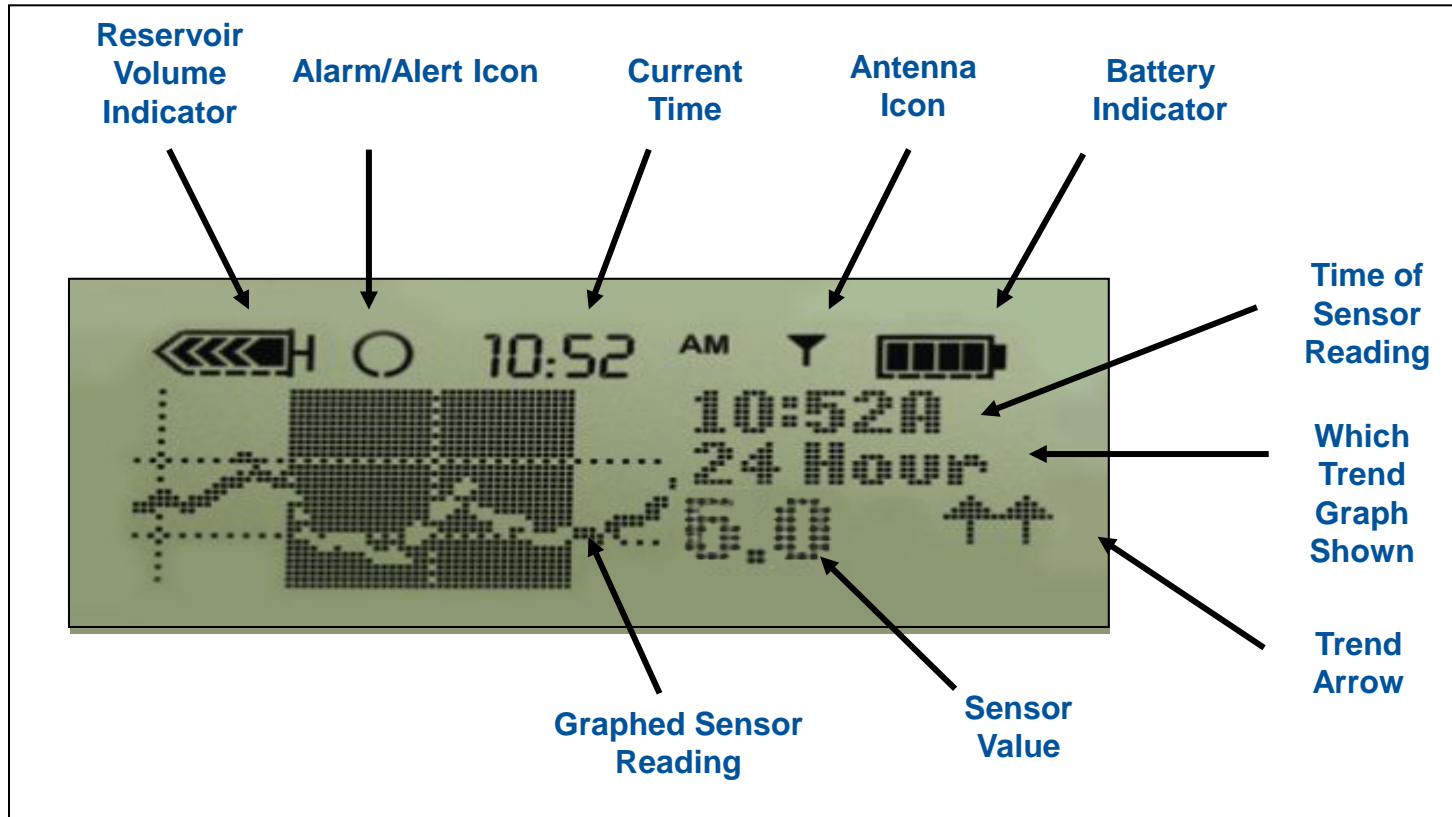 Reservoir
Volume
Indicator
Alarm/Alert Icon
Current
Time
Antenna
Icon
Battery
Indicator
10:52 AM
10:52A
24 Hour
6.0
Time of
Sensor
Reading
Which
Trend
Graph
Shown
Trend
Arrow
Graphed Sensor
Reading
Sensor
Value